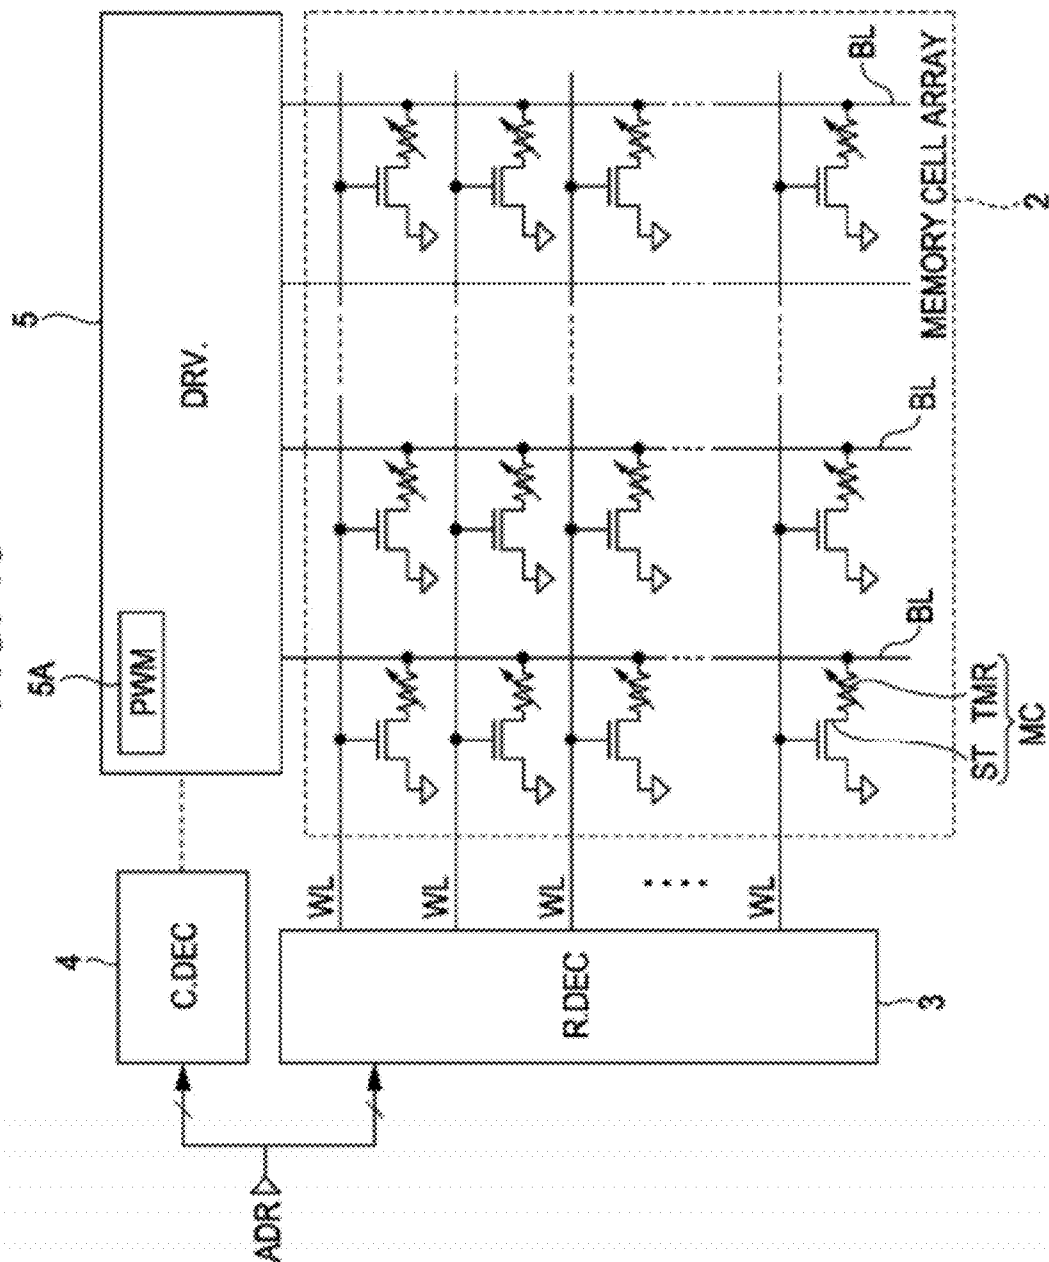 5
5A
4
PWM
C.DEC
DRV.
ADR
WL
WL
WL
R.DEC
WL
BL
BL
BL
3
MEMORY CELL ARRAY
ST TMR
MC
2